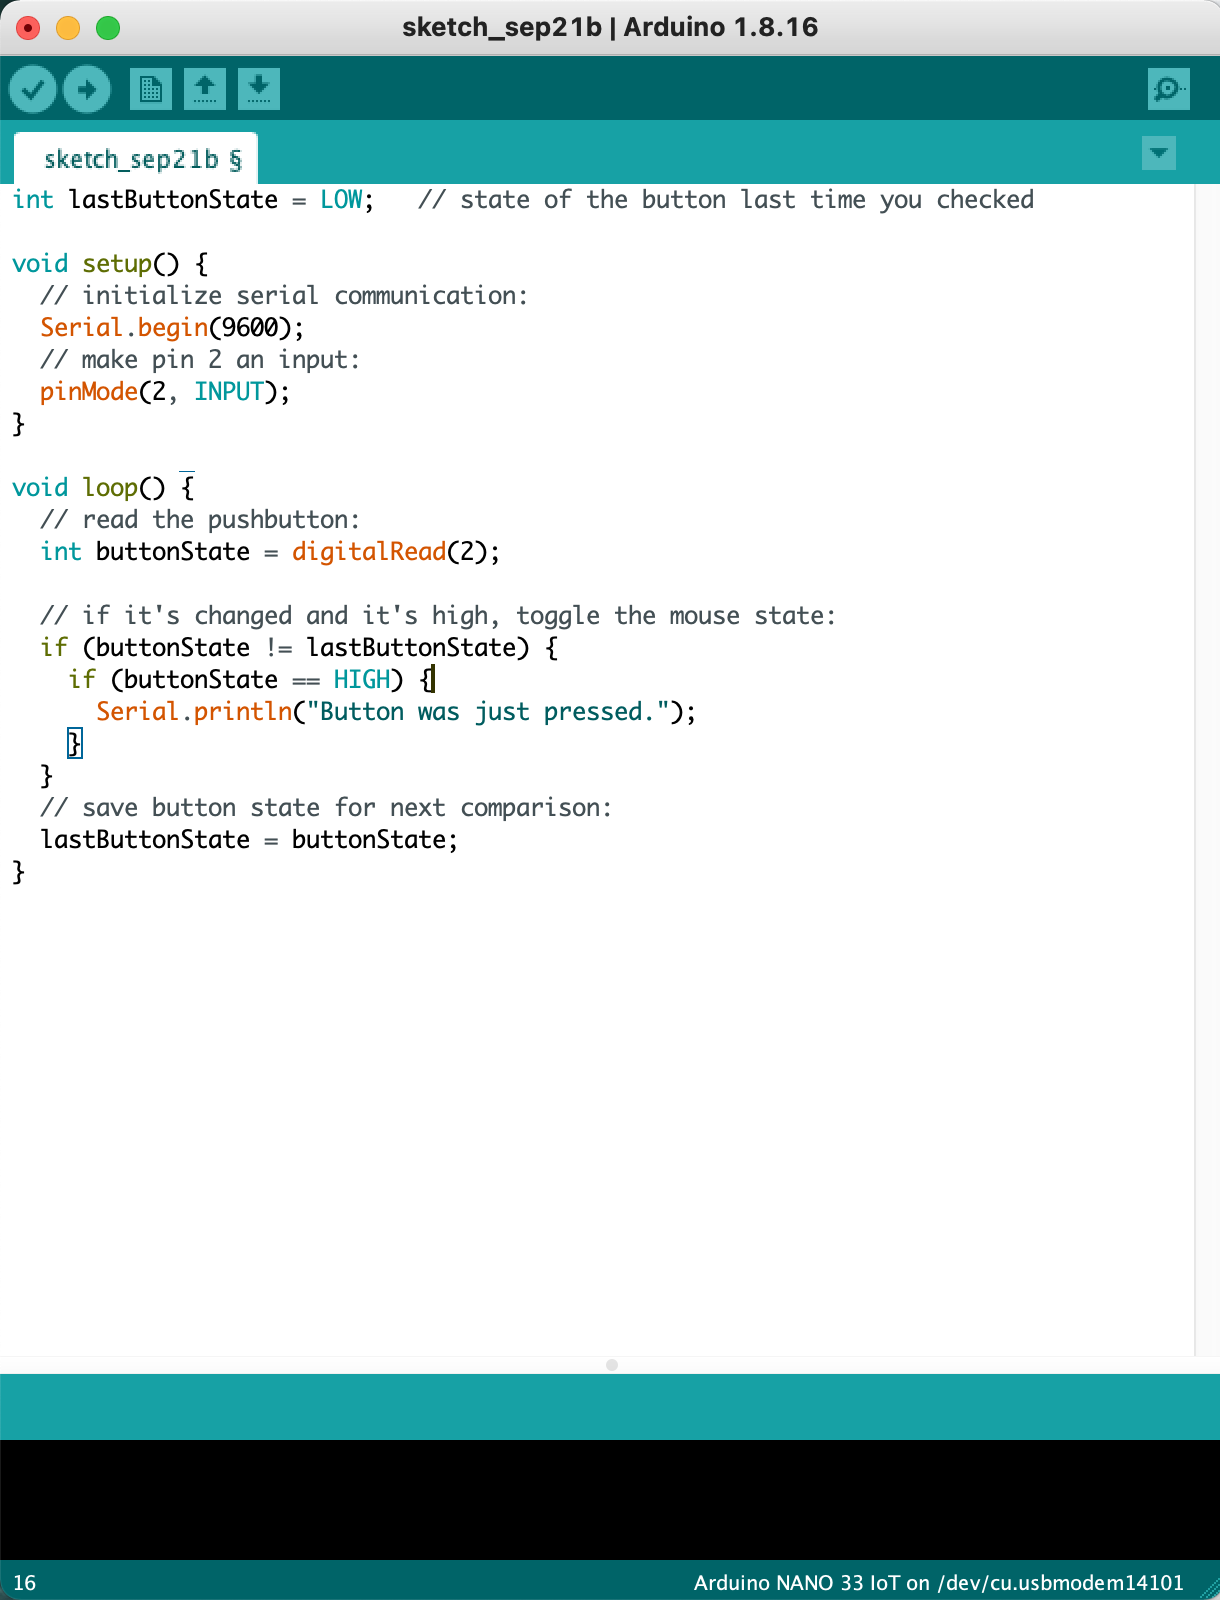 sketch_sep21b | Arduino 1.8.16
sketch_sep21b §
int lastButtonState = LOW;   // state of the button last time you checked

void setup() {
  // initialize serial communication:
  Serial.begin(9600);
  // make pin 2 an input:
  pinMode(2, INPUT);
}

void loop() {
  // read the pushbutton:
  int buttonState = digitalRead(2);

  // if it's changed and it's high, toggle the mouse state:
  if (buttonState != lastButtonState) {
    if (buttonState == HIGH) {
      Serial.println("Button was just pressed.");
    }
  }
  // save button state for next comparison:
  lastButtonState = buttonState;
}
16
Arduino NANO 33 IoT on /dev/cu.usbmodem14101